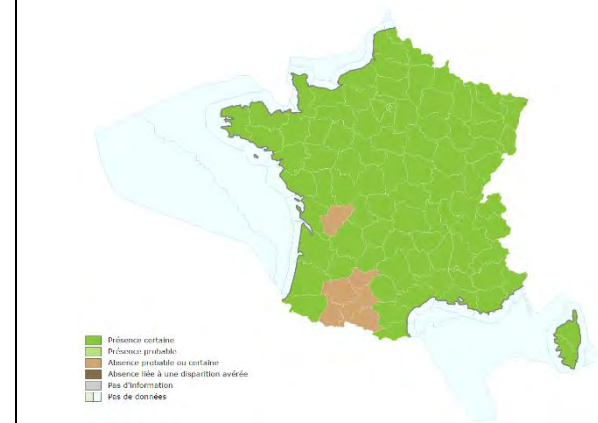 Présence certaine
Présence probable
Absence probable ou certaine
Absence liée à une disparition avérée
Pas d'information
Pas de données